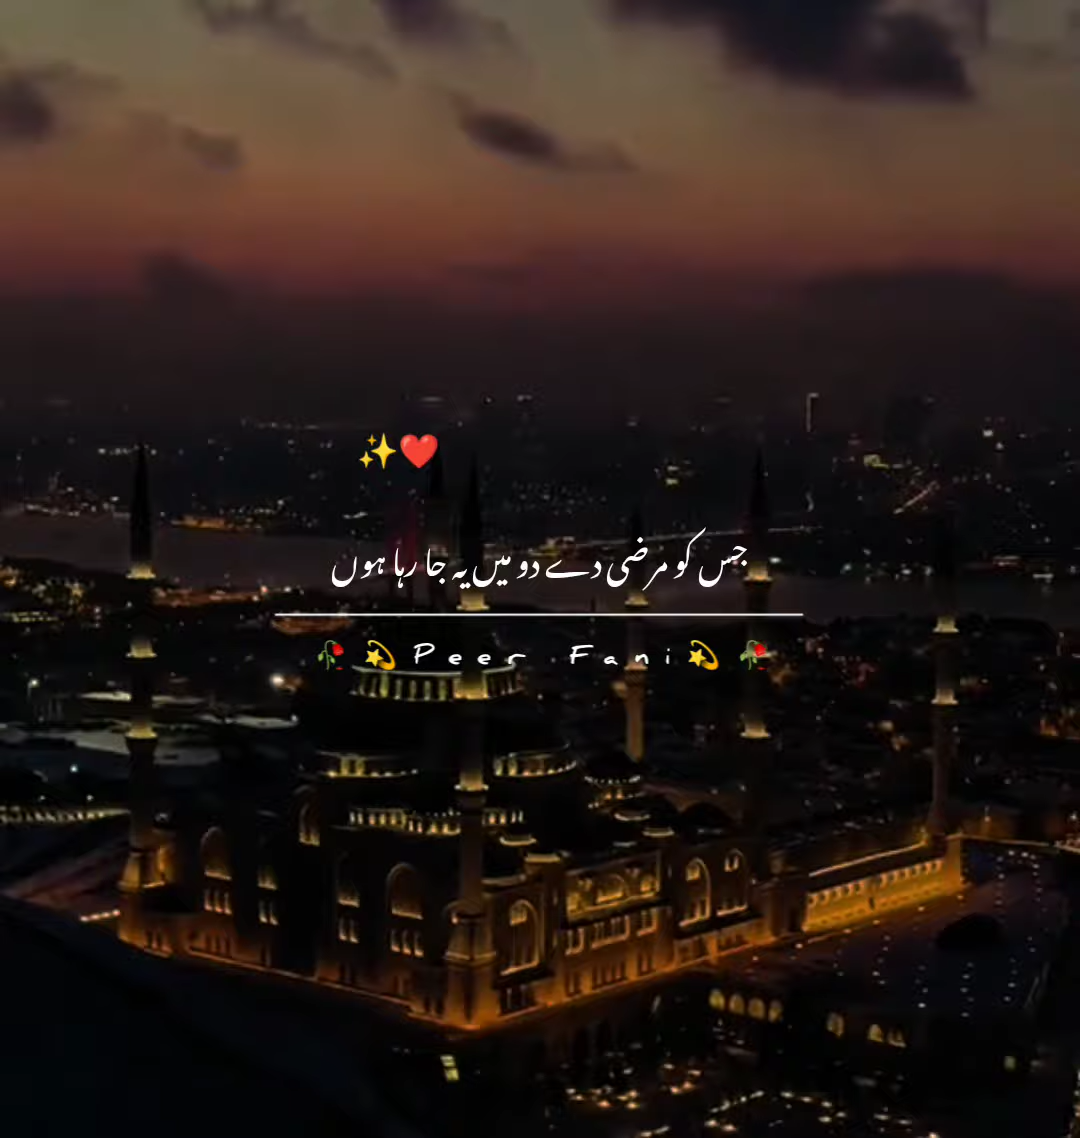 ✨❤️
جس کو مرضی دے دو میں یہ جا رہا ہوں
🥀 💫 Peer Fani 💫 🥀